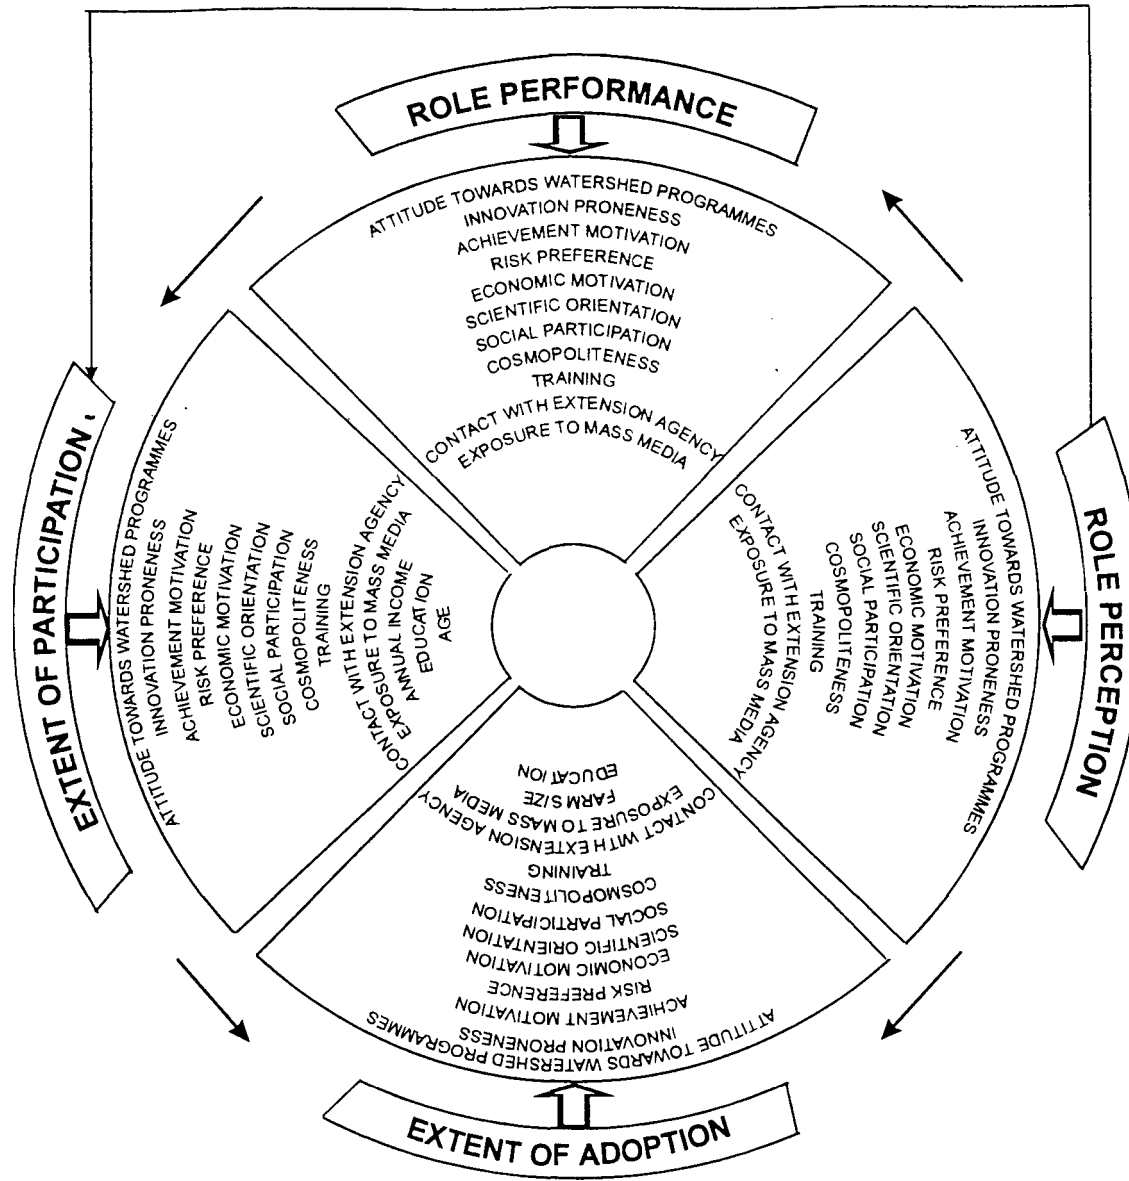 ROLE PERFORMANCE
ATTITUDE TOWARDS WATERSHED PROGRAMMES
INNOVATION PRONENESS
ACHIEVEMENT MOTIVATION
RISK PREFERENCE
ECONOMIC MOTIVATION
SCIENTIFIC ORIENTATION
SOCIAL PARTICIPATION
COSMOPOLITENESS
TRAINING
CONTACT WITH EXTENSION AGENCY
EXPOSURE TO MASS MEDIA
EXTENT OF PARTICIPATION
ATTITUDE TOWARDS WATERSHED PROGRAMMES
INNOVATION PRONENESS
ACHIEVEMENT MOTIVATION
RISK PREFERENCE
ECONOMIC MOTIVATION
SCIENTIFIC ORIENTATION
SOCIAL PARTICIPATION
COSMOPOLITENESS
TRAINING
CONTACT WITH EXTENSION AGENCY
EXPOSURE TO MASS MEDIA
ANNUAL INCOME
EDUCATION
AGE
ROLE PERCEPTION
ATTITUDE TOWARDS WATERSHED PROGRAMMES
INNOVATION PRONENESS
ACHIEVEMENT MOTIVATION
RISK PREFERENCE
ECONOMIC MOTIVATION
SCIENTIFIC ORIENTATION
SOCIAL PARTICIPATION
COSMOPOLITENESS
TRAINING
CONTACT WITH EXTENSION AGENCY
EXPOSURE TO MASS MEDIA
ATTITUDE TOWARDS WATERSHED PROGRAMMES
INNOVATION PRONENESS
ACHIEVEMENT MOTIVATION
RISK PREFERENCE
ECONOMIC MOTIVATION
SCIENTIFIC ORIENTATION
SOCIAL PARTICIPATION
COSMOPOLITENESS
TRAINING
CONTACT WITH EXTENSION AGENCY
EXPOSURE TO MASS MEDIA
FARM SIZE
EDUCATION
EXTENT OF ADOPTION